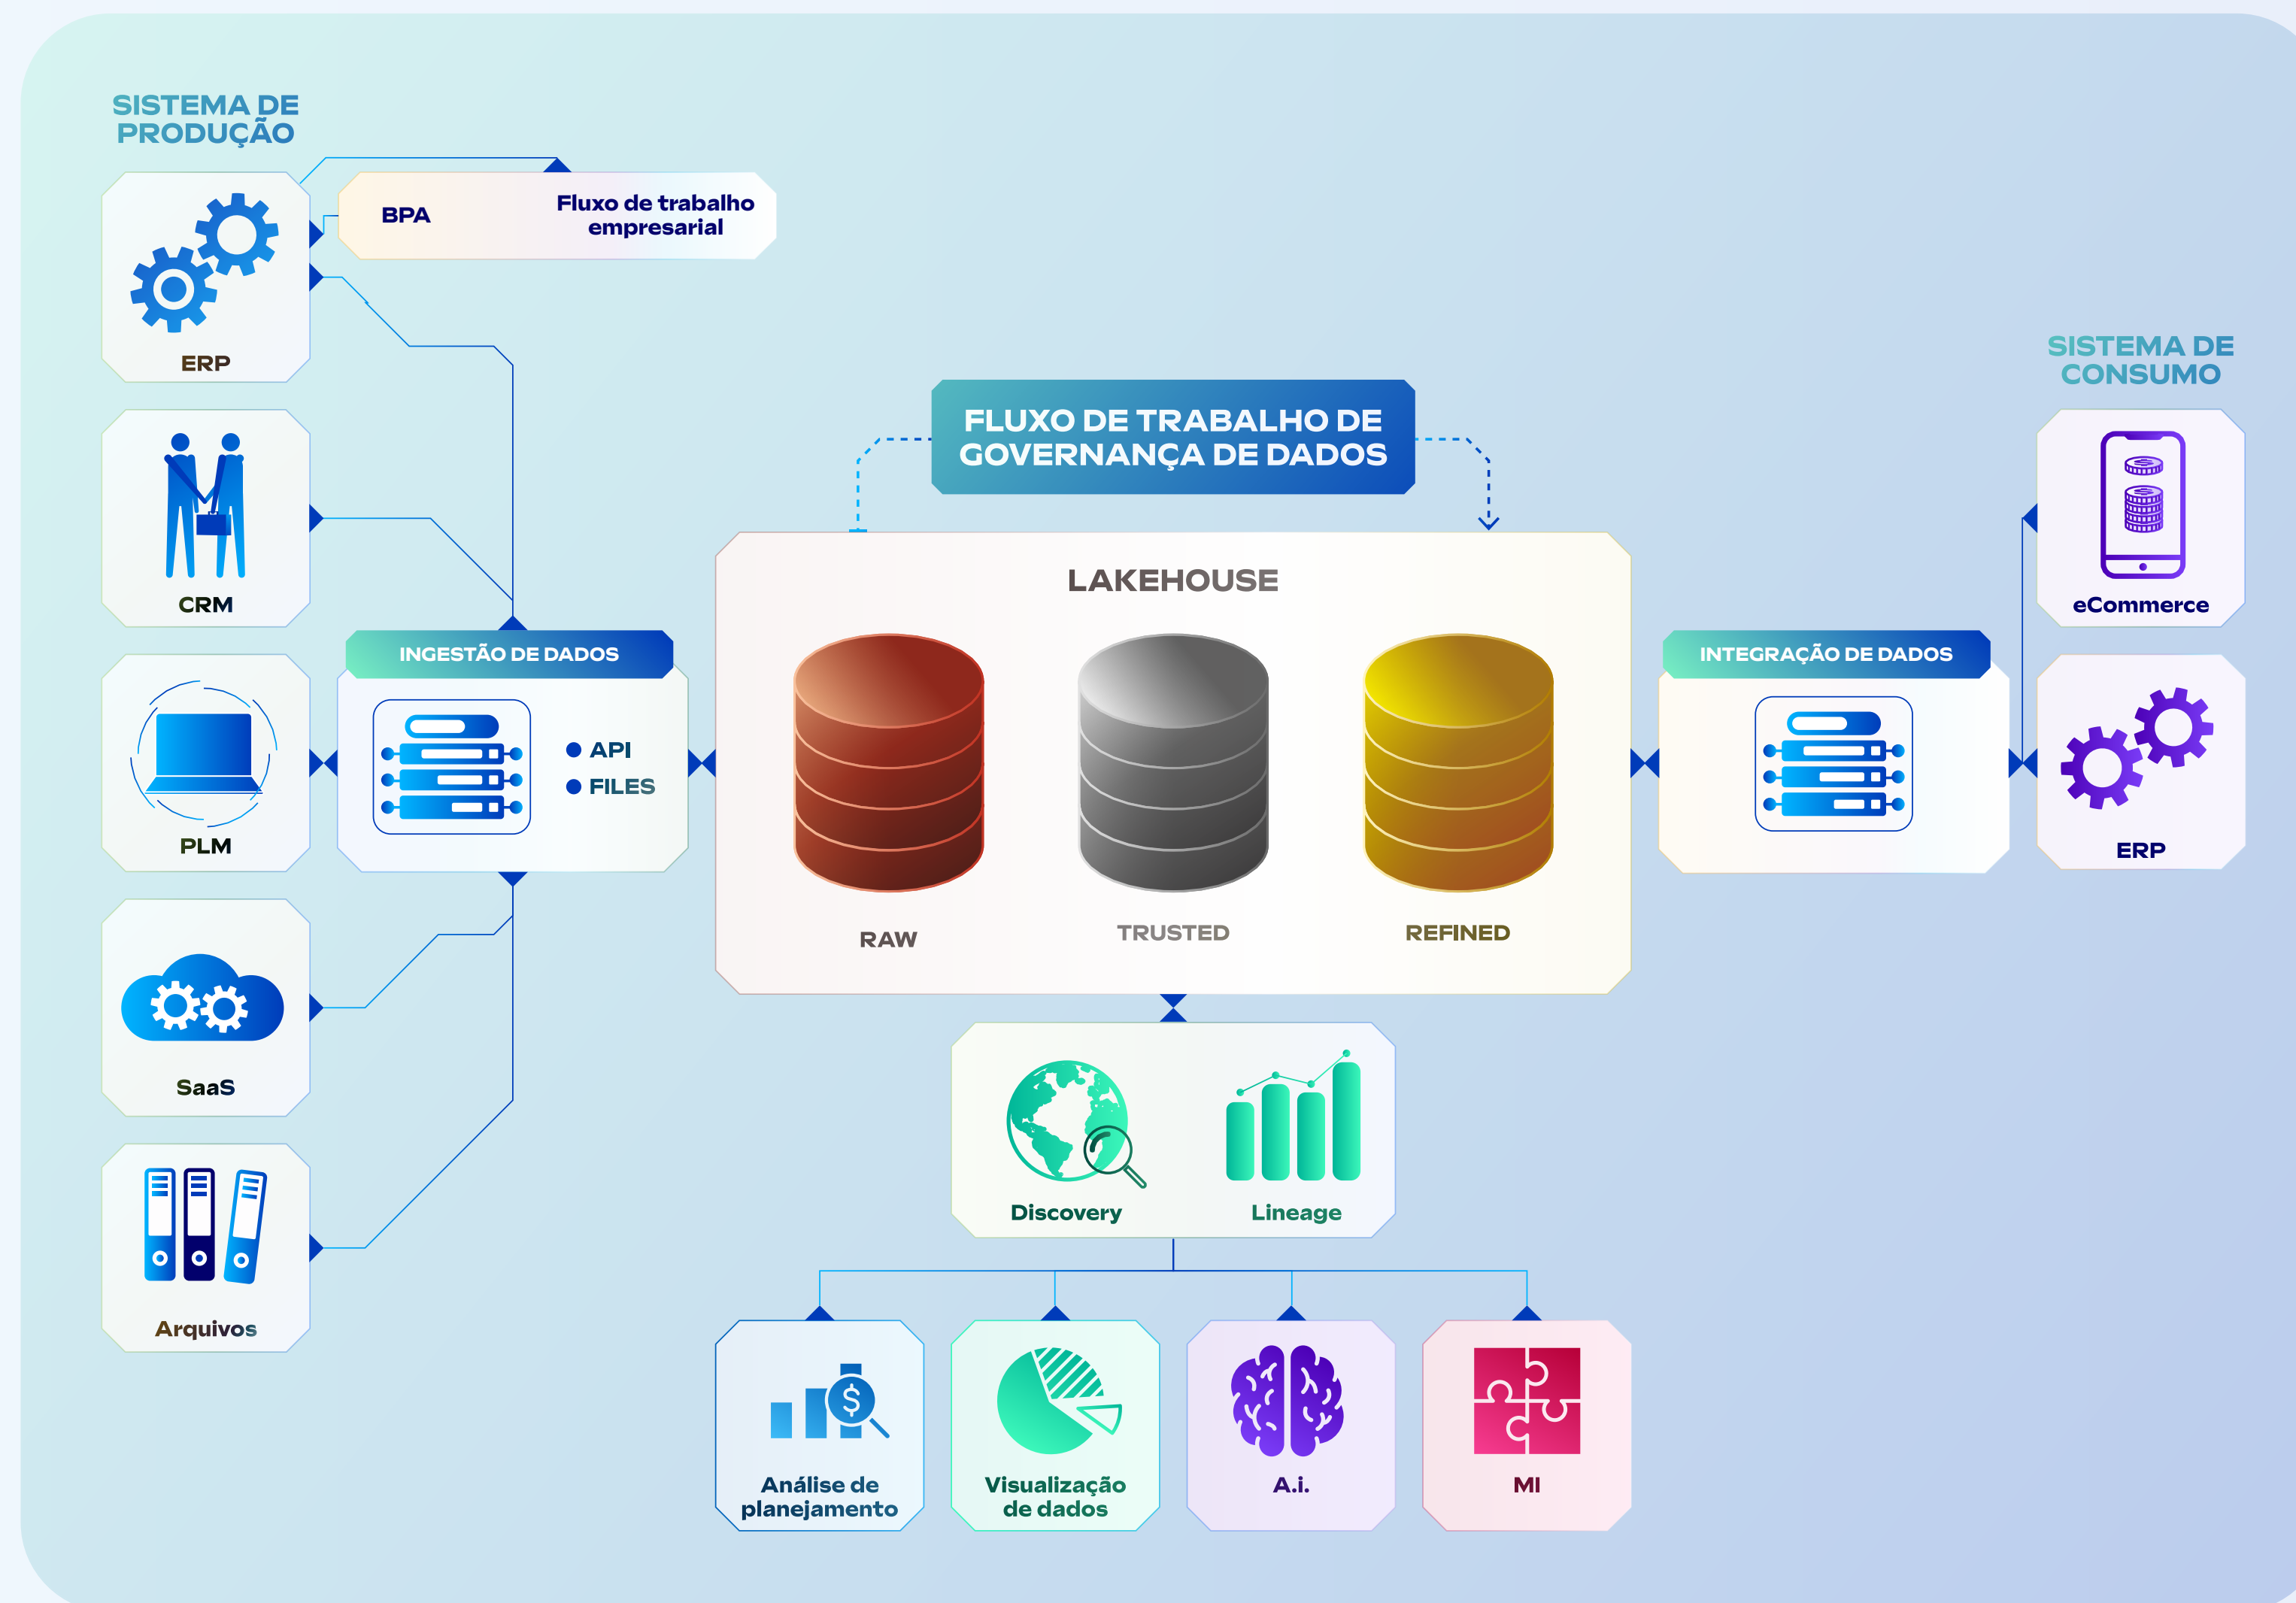 SISTEMA DE
PRODUÇÃO
BPA
Fluxo de trabalho
empresarial
ERP
CRM
PLM
SaaS
Arquivos
INGESTÃO DE DADOS
API
FILES
FLUXO DE TRABALHO DE
GOVERNANÇA DE DADOS
LAKEHOUSE
RAW
TRUSTED
REFINED
Discovery
Lineage
Análise de
planejamento
Visualização
de dados
A.i.
MI
INTEGRAÇÃO DE DADOS
SISTEMA DE
CONSUMO
eCommerce
ERP